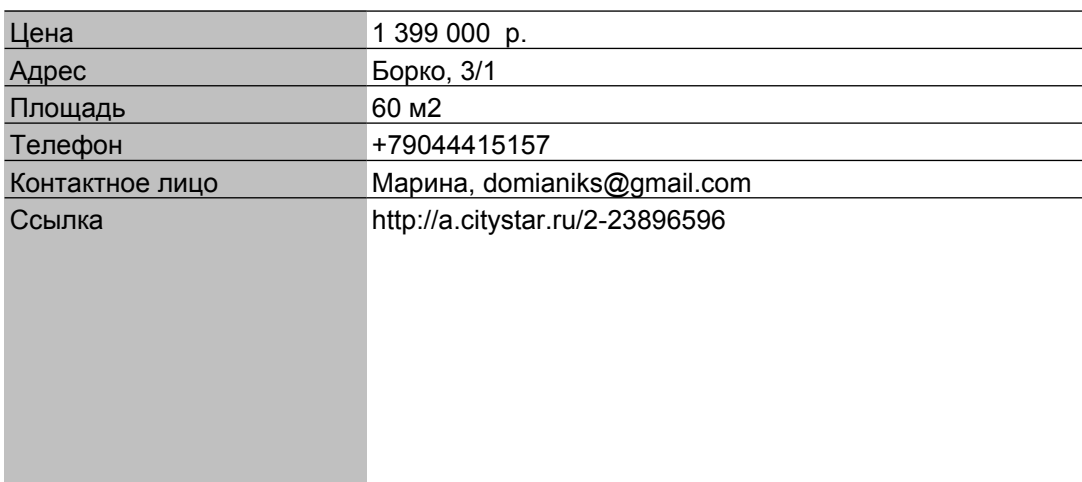 Цена 1 399 000 р.
Адрес Борко, 3/1
Площадь 60 м2
Телефон +79044415157
Контактное лицо Марина, domianiks@gmail.com
Ссылка http://a.citystar.ru/2-23896596